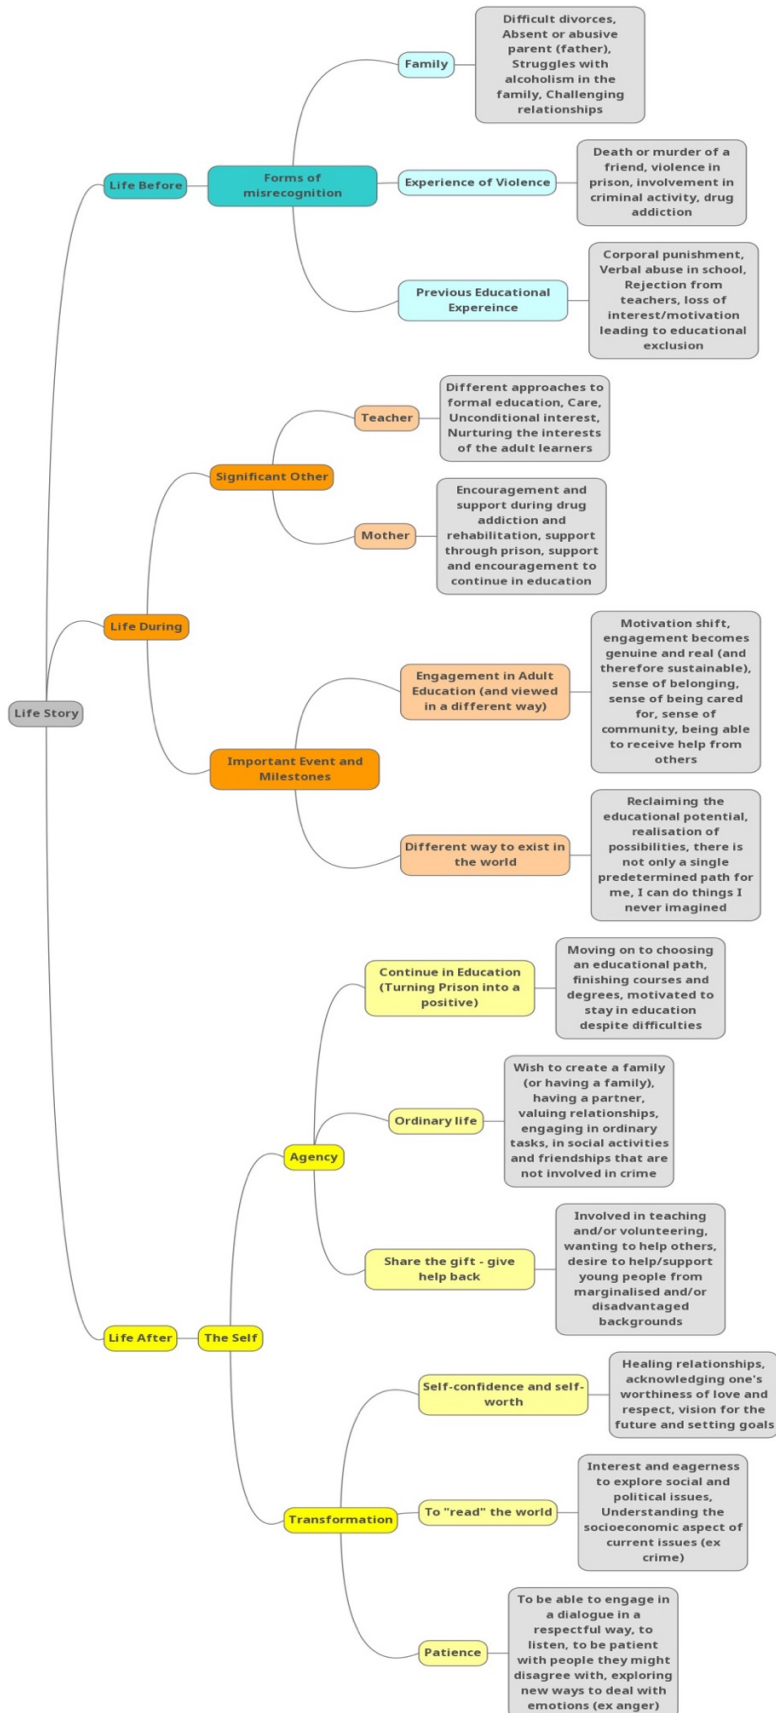 Life Story
Life Before
Forms of
misrecognition
Family
Difficult divorces,
Absent or abusive
parent (father),
Struggles with
alcoholism in the
family, Challenging
relationships
Experience of Violence
Death or murder of a
friend, violence in
prison, involvement in
criminal activity, drug
addiction
Previous Educational
Expereince
Corporal punishment,
Verbal abuse in school,
Rejection from
teachers, loss of
interest/motivation
leading to educational
exclusion
Life During
Significant Other
Teacher
Different approaches to
formal education, Care,
Unconditional interest,
Nurturing the interests
of the adult learners
Mother
Encouragement and
support during drug
addiction and
rehabilitation, support
through prison, support
and encouragement to
continue in education
Important Event and
Milestones
Engagement in Adult
Education (and viewed
in a different way)
Motivation shift,
engagement becomes
genuine and real (and
therefore sustainable),
sense of belonging,
sense of being cared
for, sense of
community, being able
to receive help from
others
Different way to exist in
the world
Reclaiming the
educational potential,
realisation of
possibilities, there is
not only a single
predetermined path for
me, I can do things I
never imagined
Life After
The Self
Agency
Continue in Education
(Turning Prison into a
positive)
Moving on to choosing
an educational path,
finishing courses and
degrees, motivated to
stay in education
despite difficulties
Ordinary life
Wish to create a family
(or having a family),
having a partner,
valuing relationships,
engaging in ordinary
tasks, in social activities
and friendships that are
not involved in crime
Share the gift - give
help back
Involved in teaching
and/or volunteering,
wanting to help others,
desire to help/support
young people from
marginalised and/or
disadvantaged
backgrounds
Transformation
Self-confidence and self-
worth
Healing relationships,
acknowledging one's
worthiness of love and
respect, vision for the
future and setting goals
To "read" the world
Interest and eagerness
to explore social and
political issues,
Understanding the
socioeconomic aspect of
current issues (ex
crime)
Patience
To be able to engage in
a dialogue in a
respectful way, to
listen, to be patient
with people they might
disagree with, exploring
new ways to deal with
emotions (ex anger)